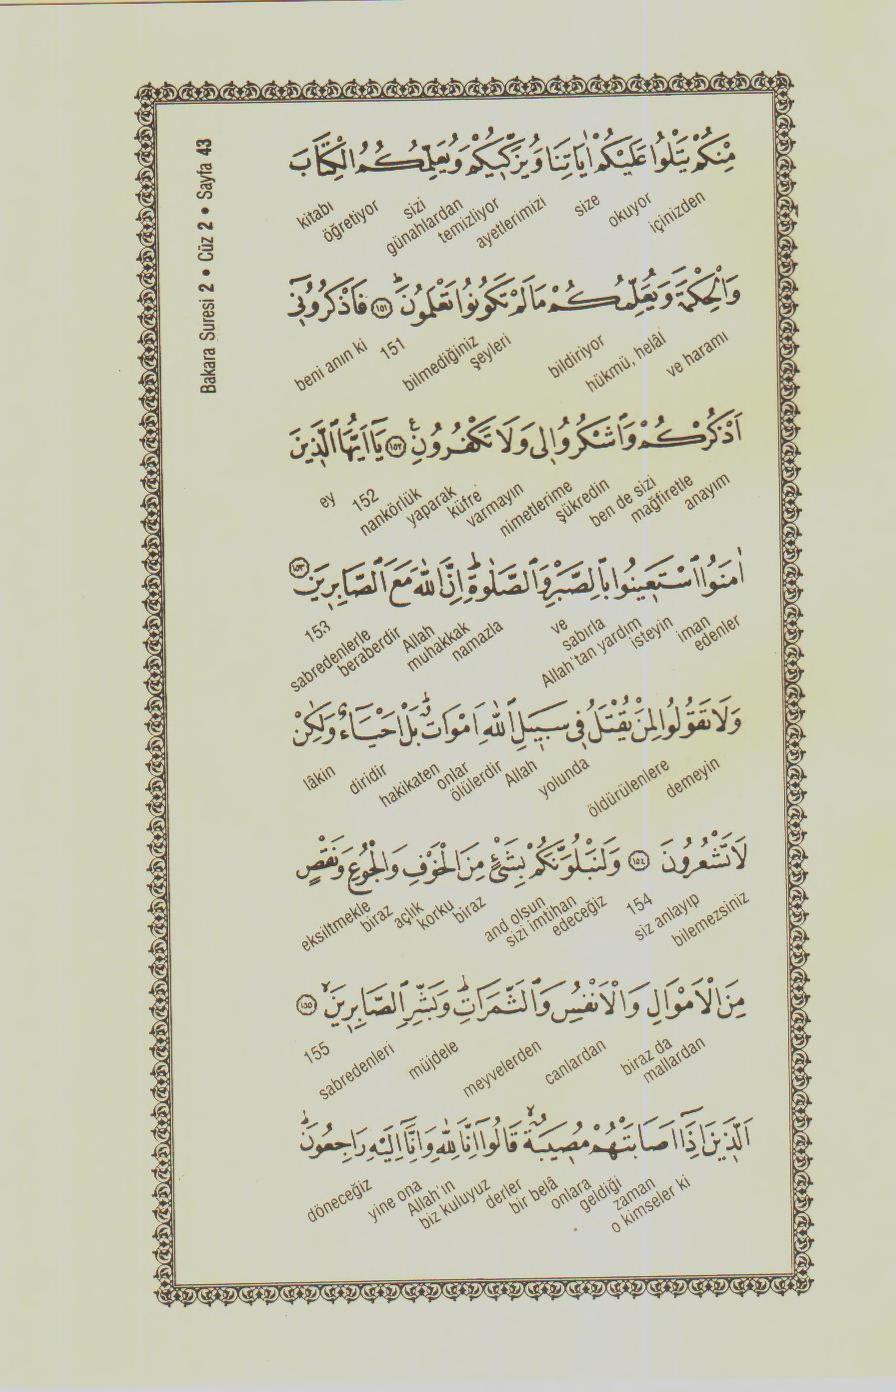 Bakara Suresi 2 • Cüz 2 • Sayfa 43
مِنْكُمْ يَتْلُوا عَلَيْكُمْ اٰيَاتِنَا وَيُزَكّ۪يكُمْ وَيُعَلِّمُكُمُ الْكِتَابَ
içinizden okuyor size ayetlerimizi temizliyor günahlardan sizi öğretiyor kitabı
وَالْحِكْمَةَ وَيُعَلِّمُكُمْ مَا لَمْ تَكُونُوا تَعْلَمُونَۜ ﴿١٥١﴾ فَاذْكُرُون۪ٓي
ve haramı hükmü, helâl bildiriyor şeyleri bilmediğiniz 151 beni anın ki
اَذْكُرْكُمْ وَاشْكُرُوا ل۪ي وَلَا تَكْفُرُونِ۟ ﴿١٥٢﴾ يَٓا اَيُّهَا الَّذ۪ينَ
anayım mağfiretle ben de sizi şükredin nimetlerime varmayın küfre yaparak nankörlük 152 ey
اٰمَنُوا اسْتَع۪ينُوا بِالصَّبْرِ وَالصَّلٰوةِۜ اِنَّ اللّٰهَ مَعَ الصَّابِر۪ينَ ﴿١٥٣﴾
edenler iman isteyin Allah'tan yardım sabırla ve namazla muhakkak Allah beraberdir sabredenlerle 153
وَلَا تَقُولُوا لِمَنْ يُقْتَلُ ف۪ي سَب۪يلِ اللّٰهِ اَمْوَاتٌۜ بَلْ اَحْيَٓاءٌ وَلٰكِنْ
demeyin öldürülenlere yolunda Allah ölülerdir onlar hakikaten diridir lâkin
لَا تَشْعُرُونَ ﴿١٥٤﴾ وَلَنَبْلُوَنَّكُمْ بِشَيْءٍ مِنَ الْخَوْفِ وَالْجُوعِ وَنَقْصٍ
bilemezsiniz siz anlayıp 154 edeceğiz sizi imtihan and olsun biraz korku açlık biraz eksiltmekle
مِنَ الْاَمْوَالِ وَالْاَنْفُسِ وَالثَّمَرَاتِۜ وَبَشِّرِ الصَّابِر۪ينَۙ ﴿١٥٥﴾
mallardan biraz da canlardan meyvelerden müjdele sabredenleri 155
اَلَّذ۪ينَ اِذَٓا اَصَابَتْهُمْ مُص۪يبَةٌۙ قَالُٓوا اِنَّا لِلّٰهِ وَاِنَّٓا اِلَيْهِ رَاجِعُونَۜ
o kimseler ki zaman geldiği onlara bir belâ derler biz kuluyuz Allah'ın yine ona döneceğiz